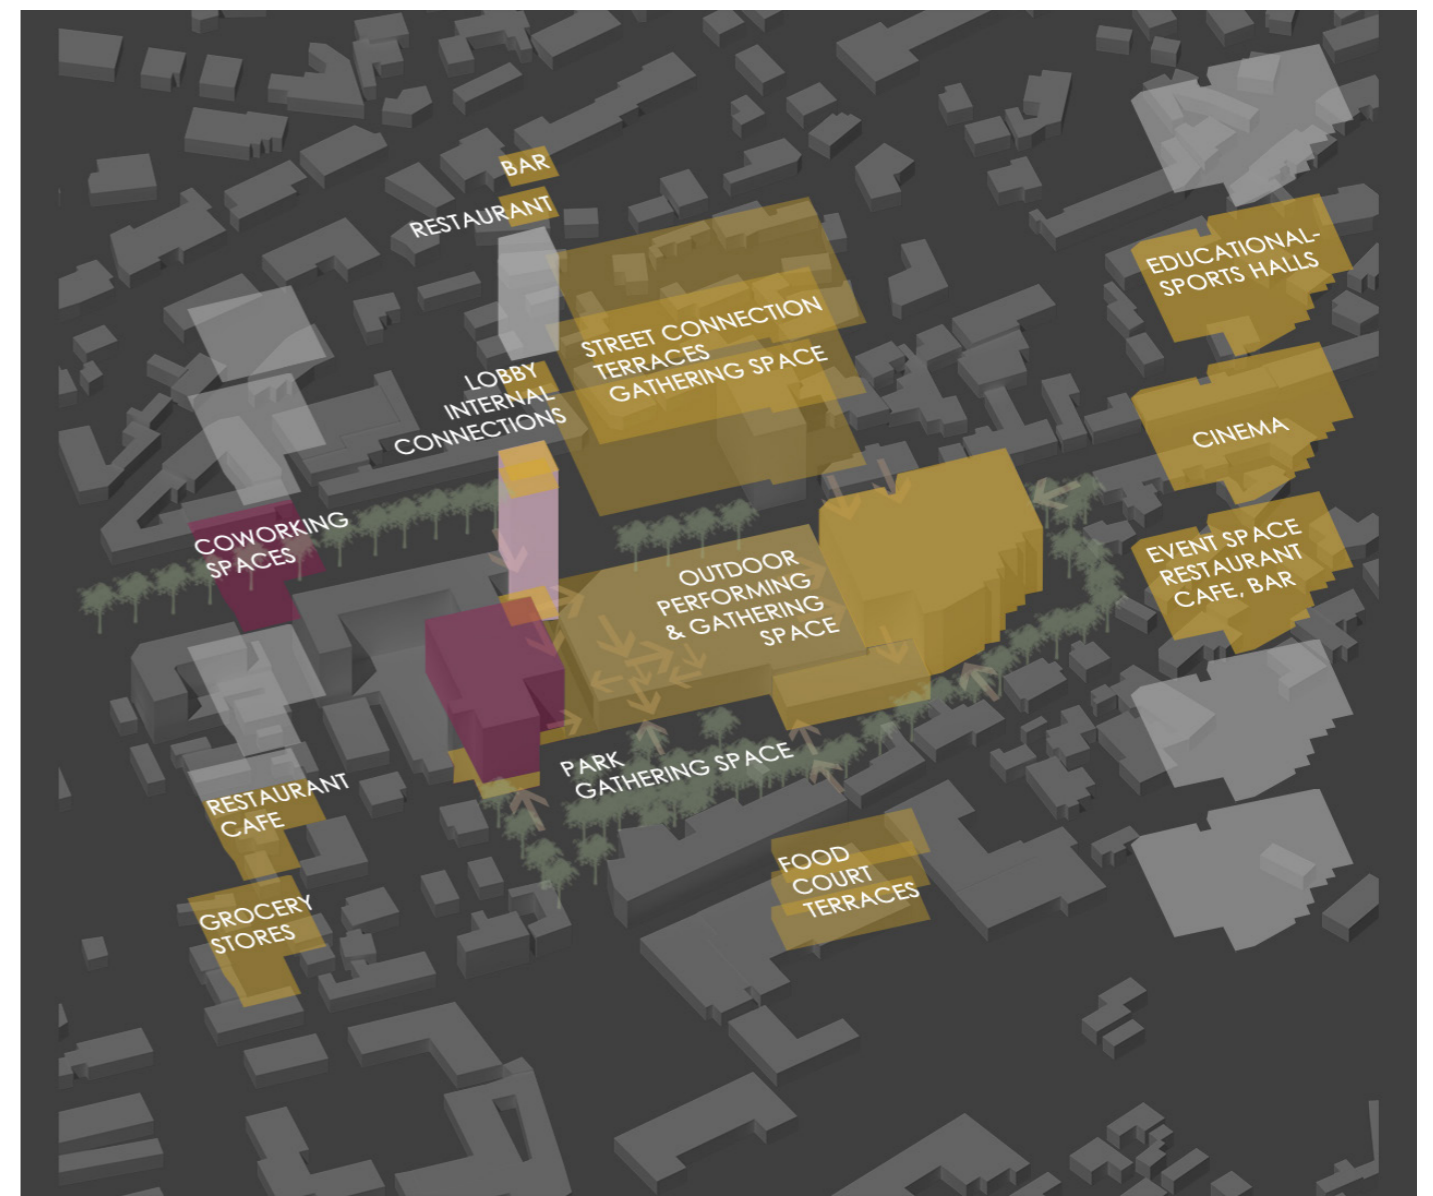 BAR
RESTAURANT
EDUCATIONAL-
SPORTS HALLS
STREET CONNECTION
TERRACES
GATHERING SPACE
LOBBY
INTERNAL
CONNECTIONS
CINEMA
COWORKING
SPACES
EVENT SPACE
RESTAURANT
CAFE, BAR
OUTDOOR
PERFORMING
& GATHERING
SPACE
PARK
GATHERING SPACE
RESTAURANT
CAFE
FOOD
COURT
TERRACES
GROCERY
STORES